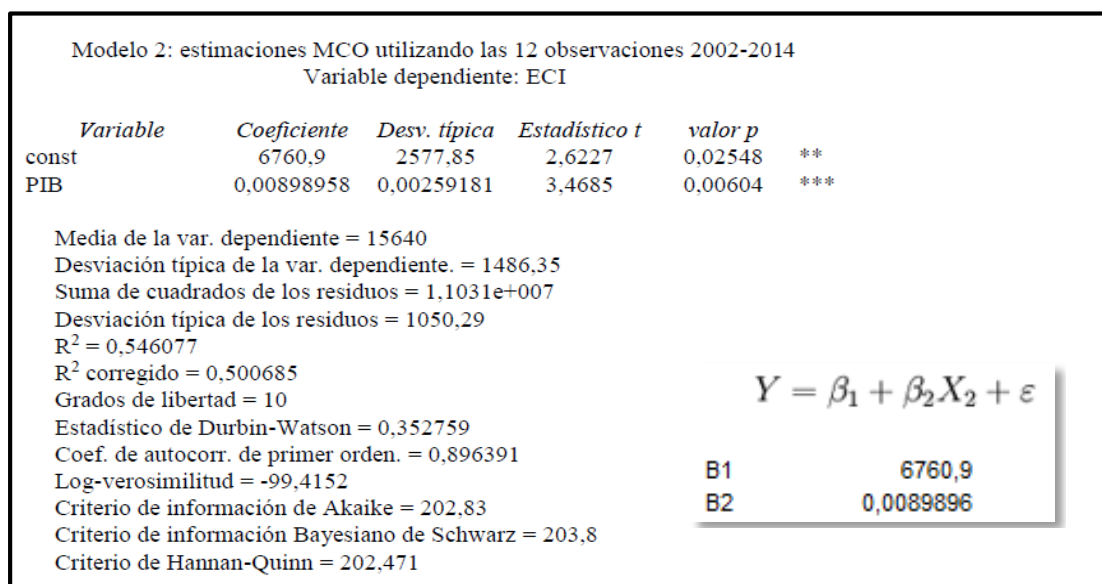 Modelo 2: estimaciones MCO utilizando las 12 observaciones 2002-2014
Variable dependiente: ECI
Variable Coeficiente Desv. típica Estadístico t valor p
const 6760,9 2577,85 2,6227 0,02548 **
PIB 0,00898958 0,00259181 3,4685 0,00604 ***
Media de la var. dependiente = 15640
Desviación típica de la var. dependiente. = 1486,35
Suma de cuadrados de los residuos = 1,1031e+007
Desviación típica de los residuos = 1050,29
R² = 0,546077
R² corregido = 0,500685
Grados de libertad = 10
Estadístico de Durbin-Watson = 0,352759
Coef. de autocorr. de primer orden. = 0,896391
Log-verosimilitud = -99,4152
Criterio de información de Akaike = 202,83
Criterio de información Bayesiano de Schwarz = 203,8
Criterio de Hannan-Quinn = 202,471
Y = β₁ + β₂X₂ + ε
B1 6760,9
B2 0,0089896